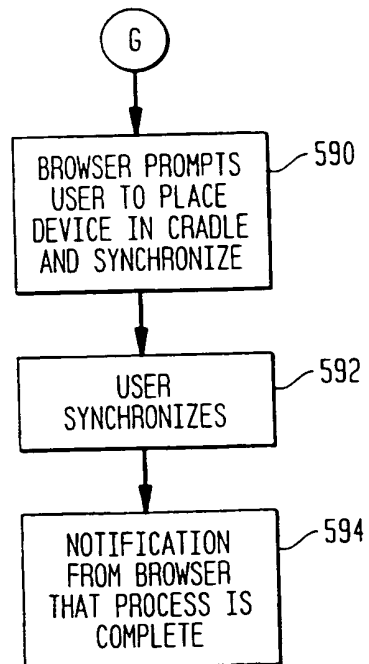 G
BROWSER PROMPTS
USER TO PLACE
DEVICE IN CRADLE
AND SYNCHRONIZE
590
USER
SYNCHRONIZES
592
NOTIFICATION
FROM BROWSER
THAT PROCESS IS
COMPLETE
594